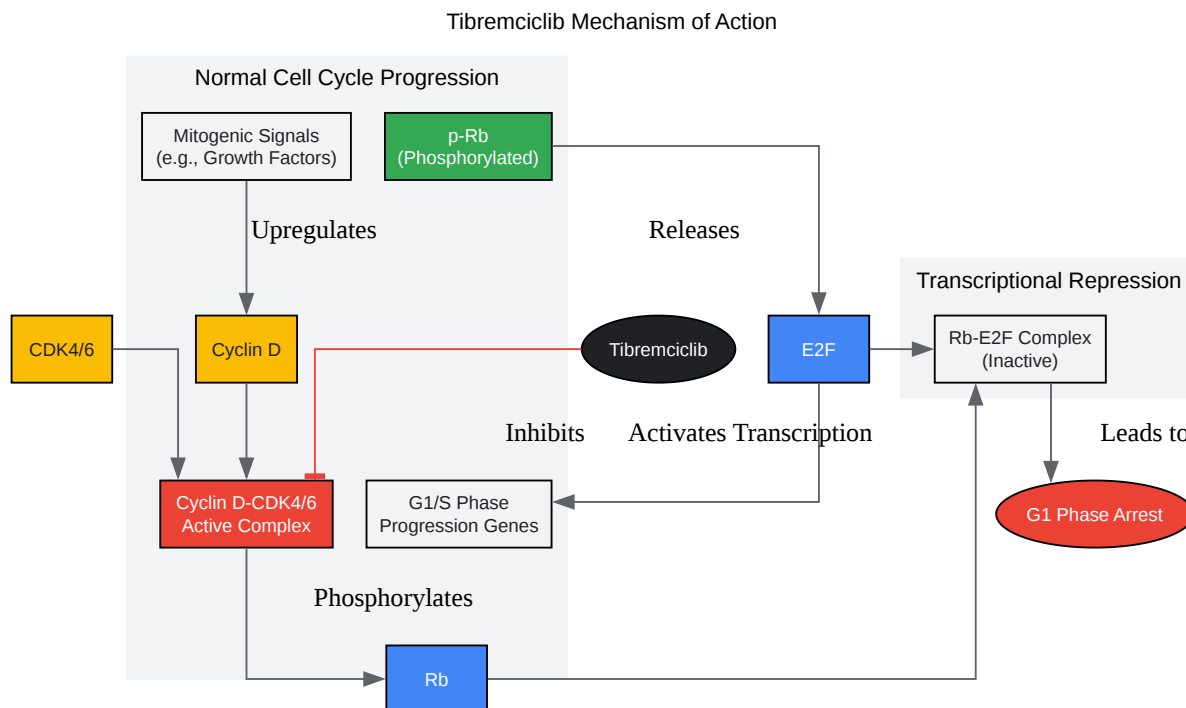 Tibremciclib Mechanism of Action
Normal Cell Cycle Progression
Mitogenic Signals
(e.g., Growth Factors)
p-Rb
(Phosphorylated)
Upregulates
Releases
Transcriptional Repression
CDK4/6
Cyclin D
Tibremciclib
E2F
Rb-E2F Complex
(Inactive)
Inhibits
Activates Transcription
Leads to
Cyclin D-CDK4/6
Active Complex
G1/S Phase
Progression Genes
G1 Phase Arrest
Phosphorylates
Rb